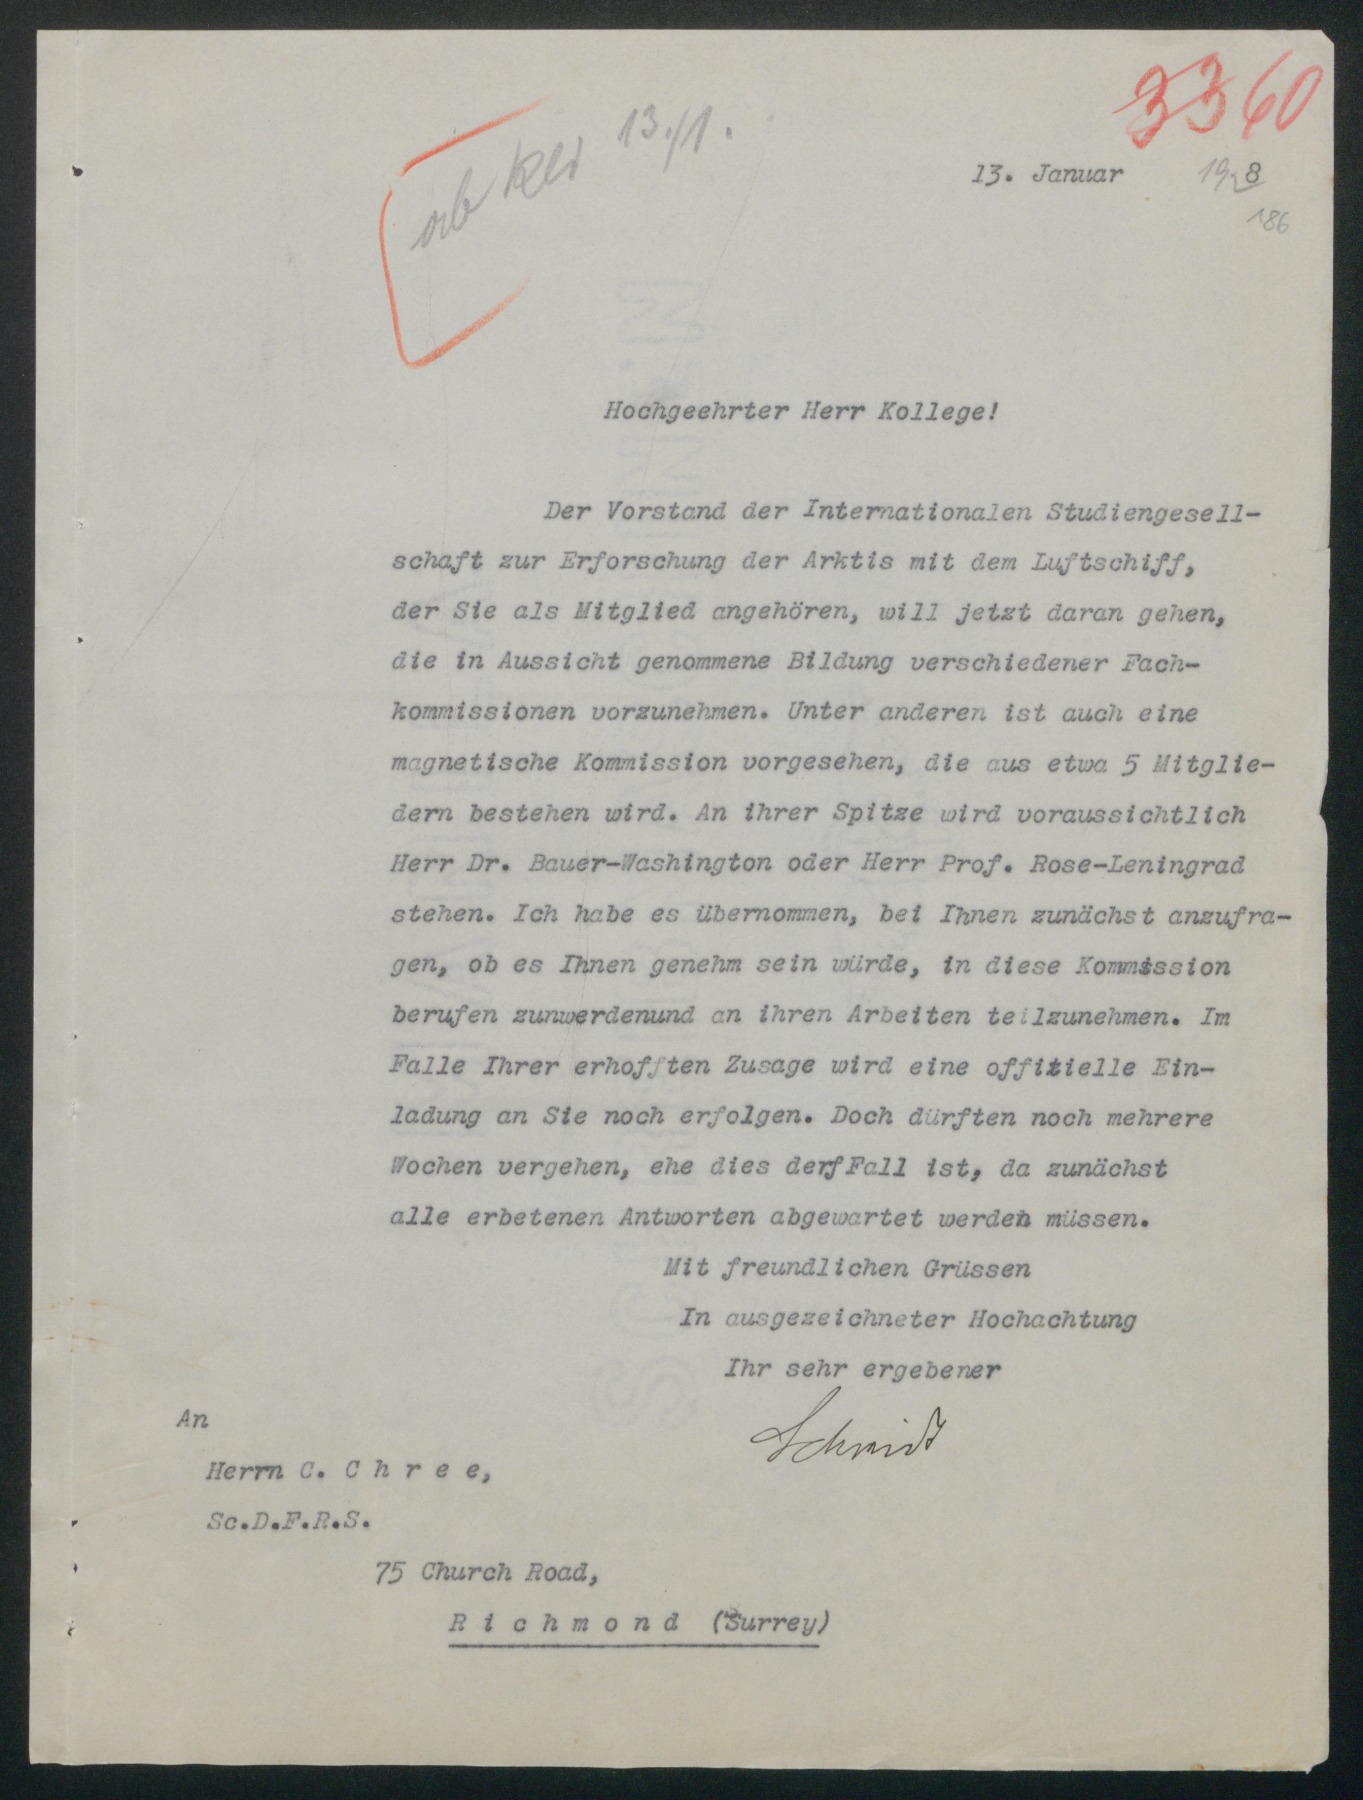 3360
ab Kle 13./1.
13. Januar 1928
186
Hochgeehrter Herr Kollege!
Der Vorstand der Internationalen Studiengesell-
schaft zur Erforschung der Arktis mit dem Luftschiff,
der Sie als Mitglied angehören, will jetzt daran gehen,
die in Aussicht genommene Bildung verschiedener Fach-
kommissionen vorzunehmen. Unter anderen ist auch eine
magnetische Kommission vorgesehen, die aus etwa 5 Mitglie-
dern bestehen wird. An ihrer Spitze wird voraussichtlich
Herr Dr. Bauer-Washington oder Herr Prof. Rose-Leningrad
stehen. Ich habe es übernommen, bei Ihnen zunächst anzufra-
gen, ob es Ihnen genehm sein würde, in diese Kommission
berufen zunwerdenund an ihren Arbeiten teilzunehmen. Im
Falle Ihrer erhofften Zusage wird eine offizielle Ein-
ladung an Sie noch erfolgen. Doch dürften noch mehrere
Wochen vergehen, ehe dies derfFall ist, da zunächst
alle erbetenen Antworten abgewartet werden müssen.
Mit freundlichen Grüssen
In ausgezeichneter Hochachtung
Ihr sehr ergebener
Schmidt
An
Herrn C. C h r e e,
Sc.D.F.R.S.
75 Church Road,
R i c h m o n d (Surrey)